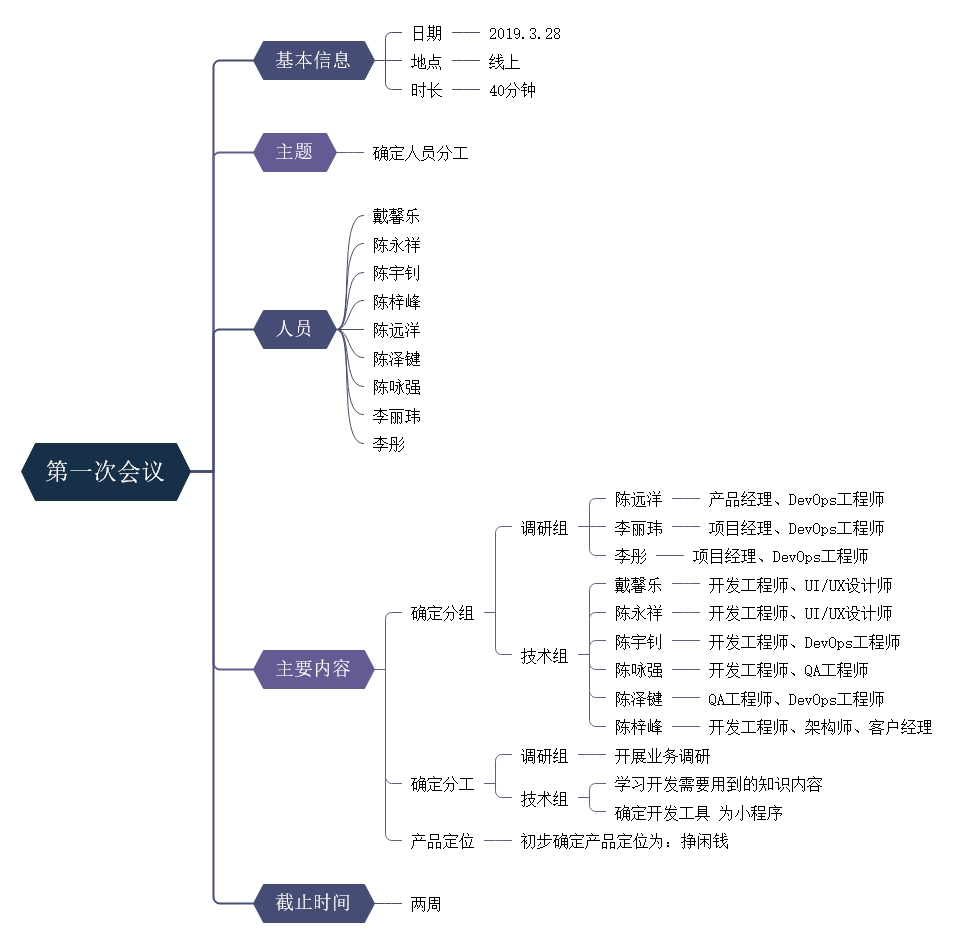 第一次会议
基本信息
日期 2019.3.28
地点 线上
时长 40分钟
主题 确定人员分工
人员
戴馨乐
陈永祥
陈宇钊
陈梓峰
陈远洋
陈泽键
陈咏强
李丽玮
李彤
主要内容
确定分组
调研组
陈远洋 产品经理、DevOps工程师
李丽玮 项目经理、DevOps工程师
李彤 项目经理、DevOps工程师
技术组
戴馨乐 开发工程师、UI/UX设计师
陈永祥 开发工程师、UI/UX设计师
陈宇钊 开发工程师、DevOps工程师
陈咏强 开发工程师、QA工程师
陈泽键 QA工程师、DevOps工程师
陈梓峰 开发工程师、架构师、客户经理
确定分工
调研组 开展业务调研
技术组
学习开发需要用到的知识内容
确定开发工具 为小程序
产品定位 初步确定产品定位为：挣闲钱
截止时间 两周